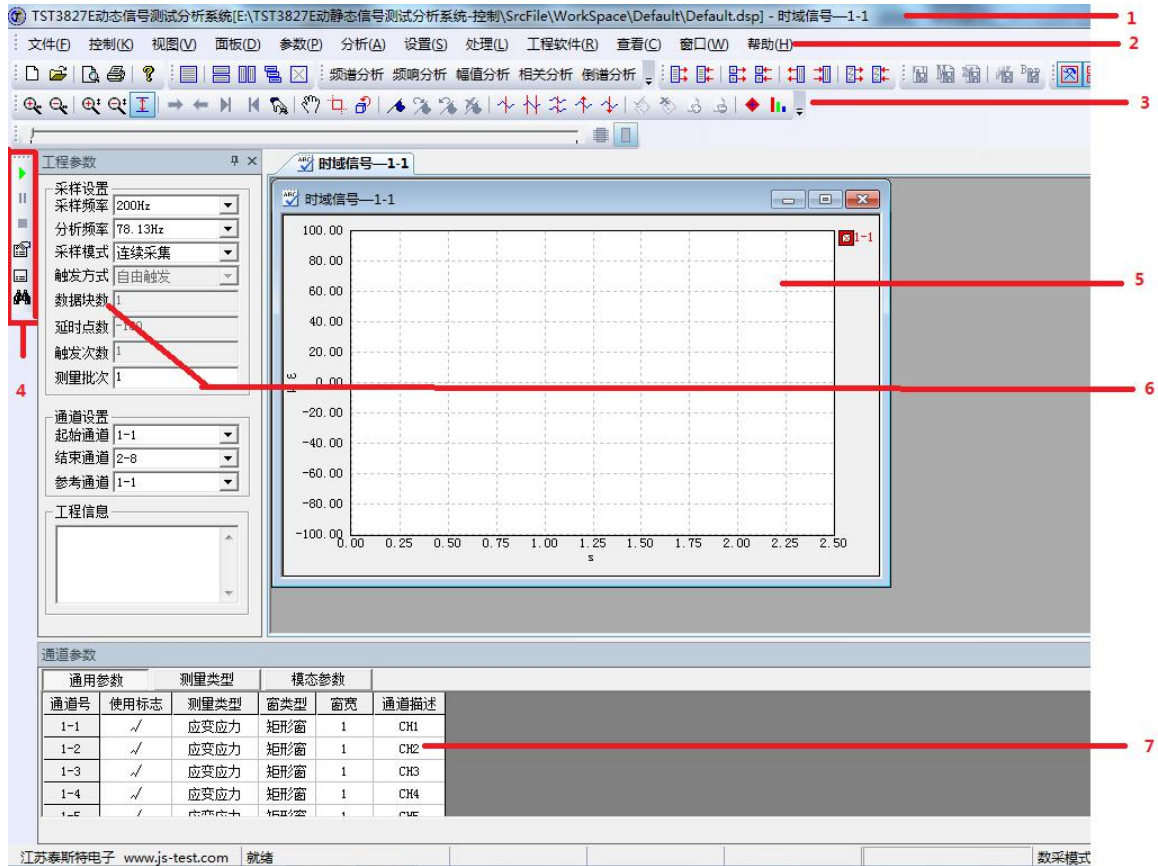 TST3827E动态信号测试分析系统[E:\TST3827E动静态信号测试分析系统-控制\SrcFile\WorkSpace\Default\Default.dsp] - 时域信号—1-1
1
文件(F) 控制(K) 视图(V) 面板(D) 参数(P) 分析(A) 设置(S) 处理(L) 工程软件(R) 查看(C) 窗口(W) 帮助(H)
2
频谱分析 频响分析 幅值分析 相关分析 倒谱分析
3
工程参数
时域信号—1-1
采样设置
采样频率 200Hz
分析频率 78.13Hz
采样模式 连续采集
触发方式 自由触发
数据块数 1
延时点数
触发次数 1
测量批次 1
4
通道设置
起始通道 1-1
结束通道 2-8
参考通道 1-1
工程信息
时域信号—1-1
1-1
100.00
80.00
60.00
40.00
20.00
0.00
-20.00
-40.00
-60.00
-80.00
-100.00
0.00 0.25 0.50 0.75 1.00 1.25 1.50 1.75 2.00 2.25 2.50
s
5
6
通道参数
通用参数 测量类型 模态参数
通道号 使用标志 测量类型 窗类型 窗宽 通道描述
1-1 √ 应变应力 矩形窗 1 CH1
1-2 √ 应变应力 矩形窗 1 CH2
1-3 √ 应变应力 矩形窗 1 CH3
1-4 √ 应变应力 矩形窗 1 CH4
7
江苏泰斯特电子 www.js-test.com 就绪 数采模式